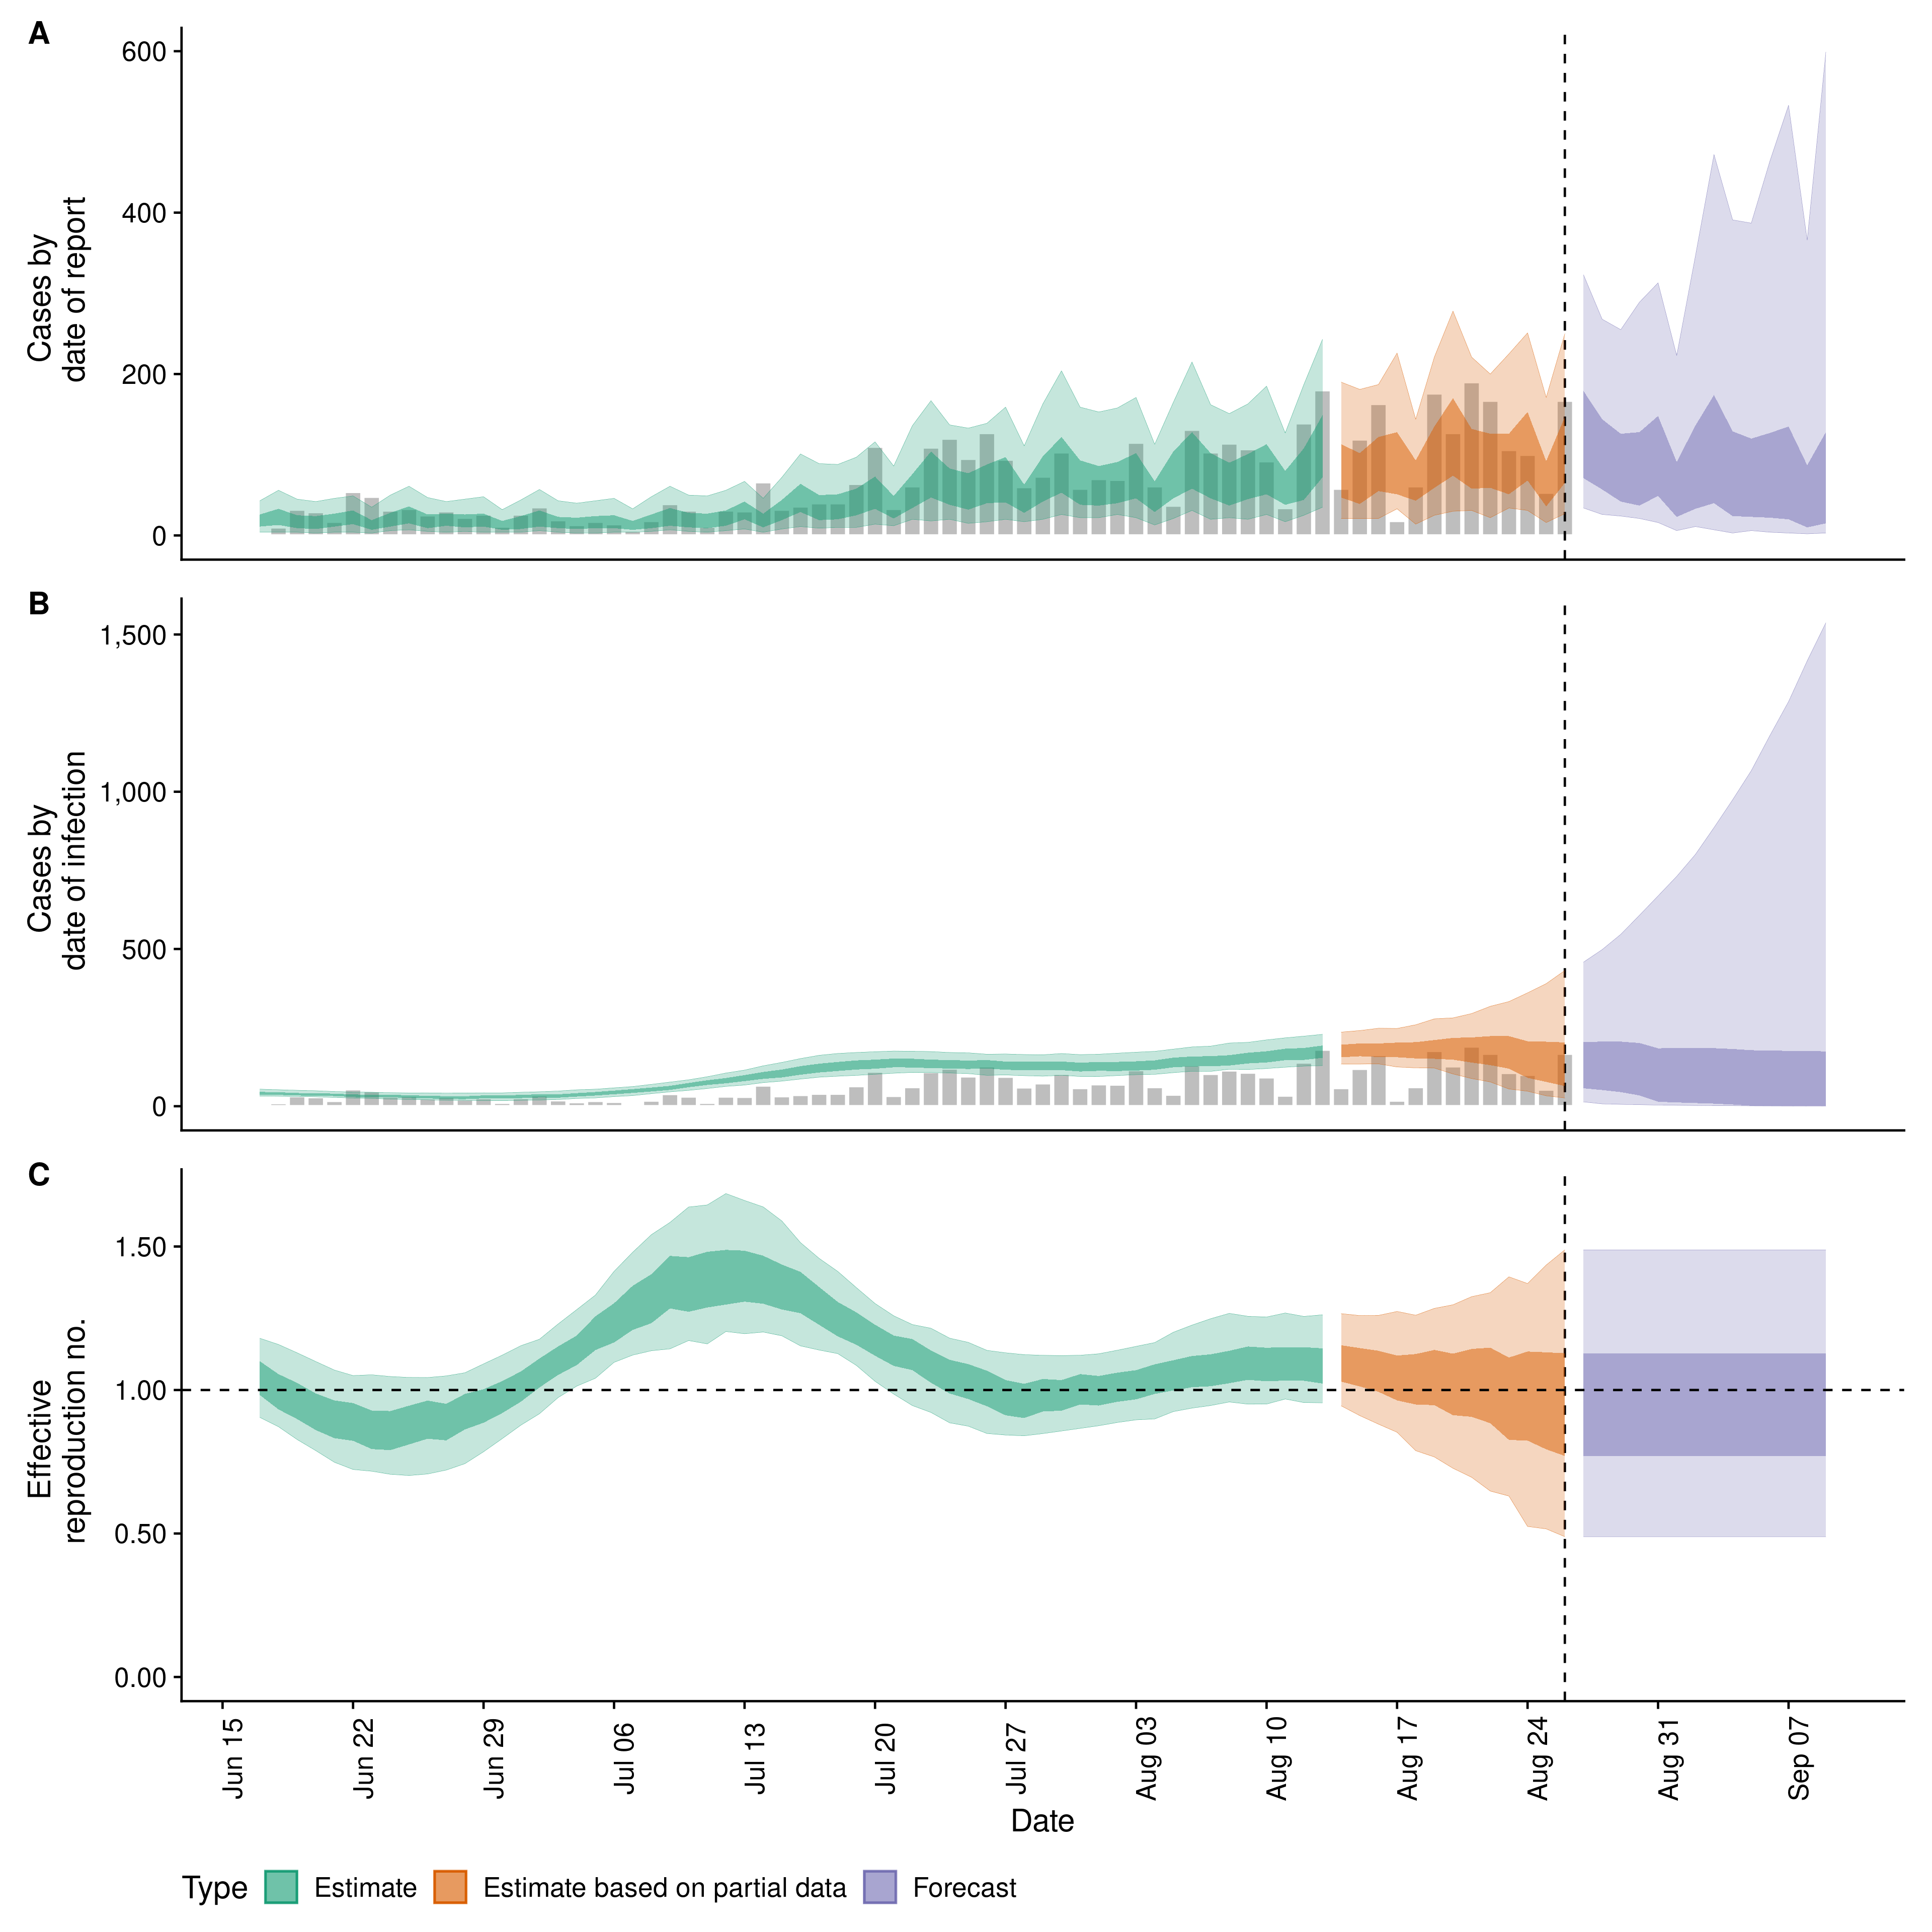 A
600
400
200
0
Cases by
date of report
B
1,500
1,000
500
0
Cases by
date of infection
C
1.50
1.00
0.50
0.00
Effective
reproduction no.
Jun 15
Jun 22
Jun 29
Jul 06
Jul 13
Jul 20
Jul 27
Aug 03
Aug 10
Aug 17
Aug 24
Aug 31
Sep 07
Date
Type Estimate Estimate based on partial data Forecast